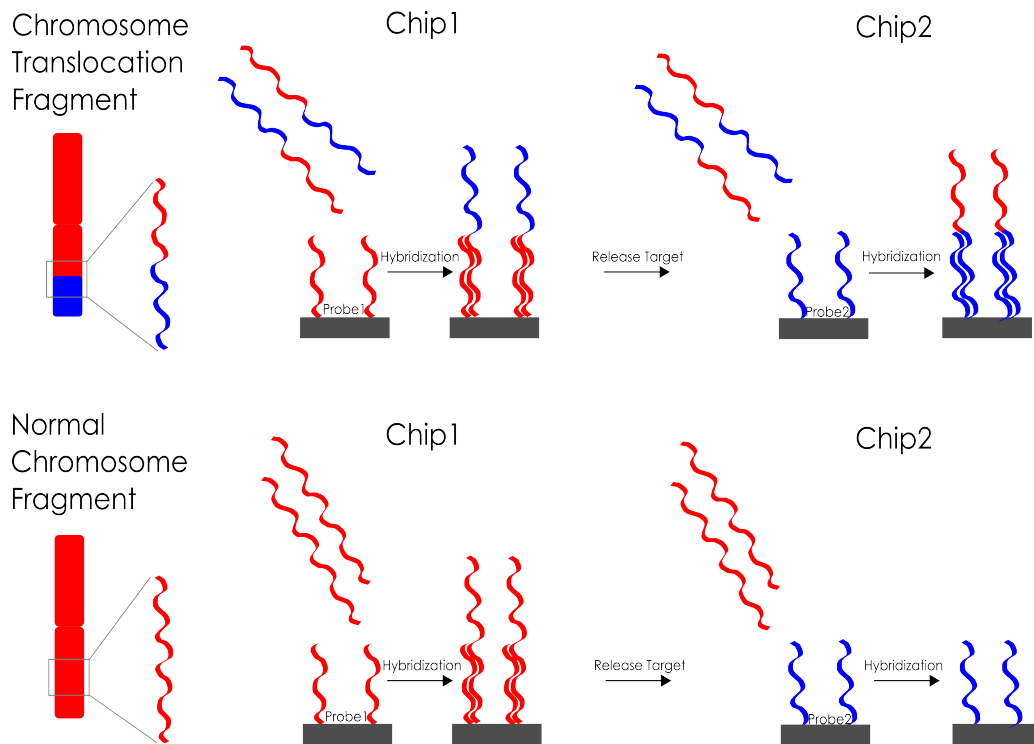 Chromosome
Translocation
Fragment
Chip1
Chip2
Hybridization
Release Target
Hybridization
Probe1
Probe2
Normal
Chromosome
Fragment
Chip1
Chip2
Hybridization
Release Target
Hybridization
Probe1
Probe2